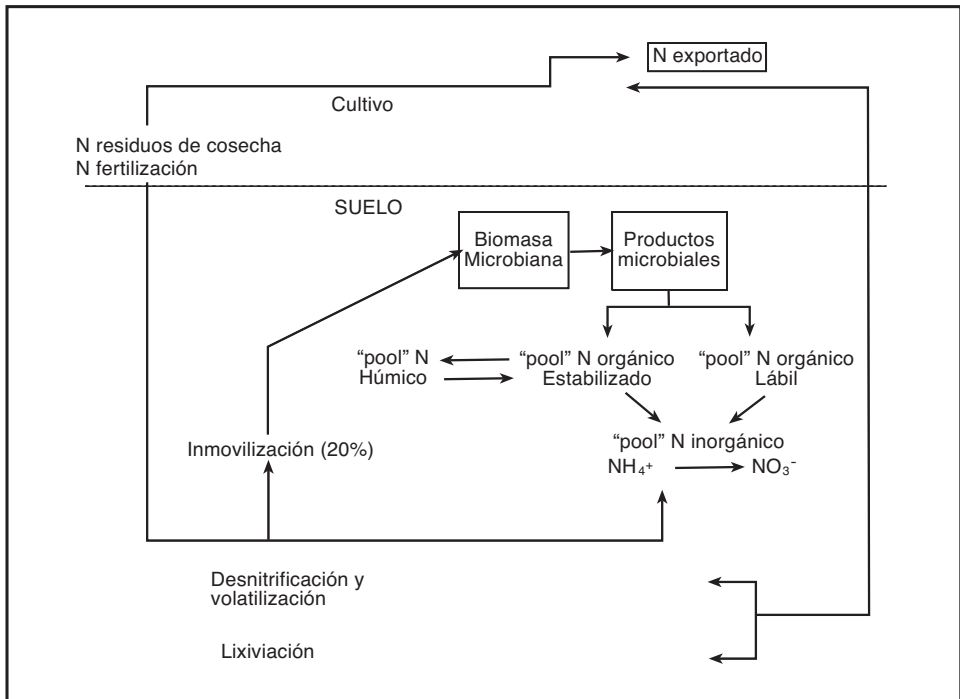 N exportado
Cultivo
N residuos de cosecha
N fertilización
SUELO
Biomasa
Microbiana
Productos
microbiales
“pool” N
Húmico
“pool” N orgánico
Estabilizado
“pool” N orgánico
Lábil
Inmovilización (20%)
“pool” N inorgánico
NH₄⁺ NO₃⁻
Desnitrificación y
volatilización
Lixiviación